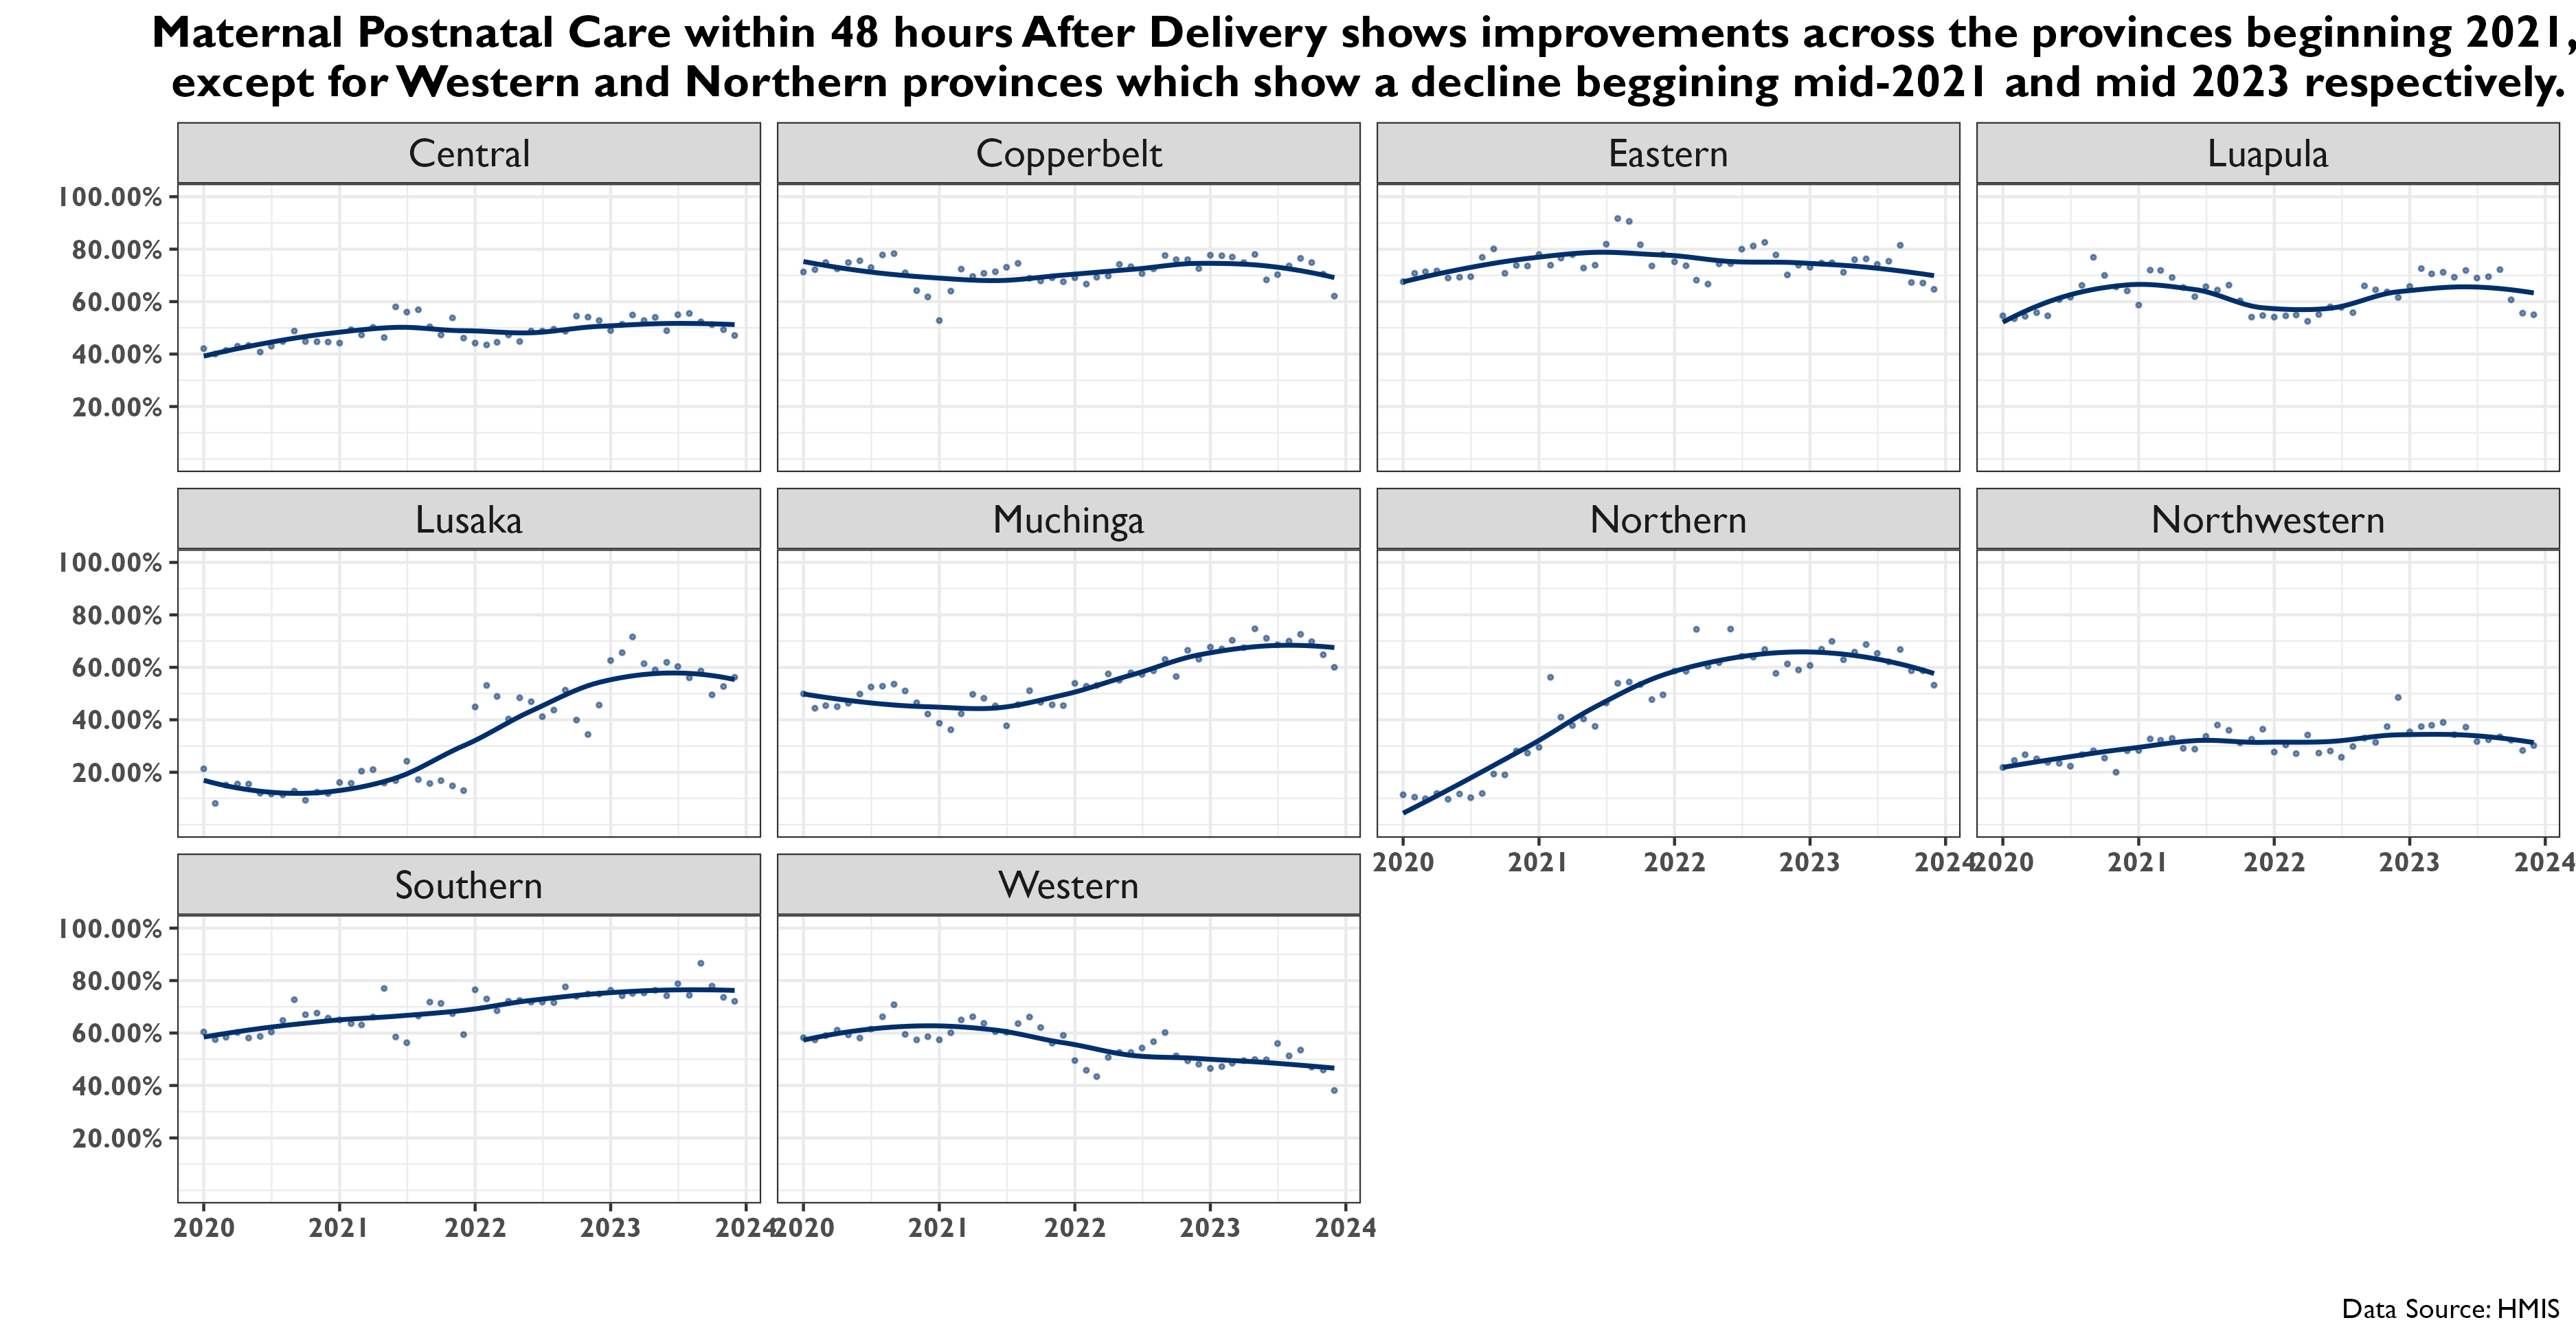 Maternal Postnatal Care within 48 hours After Delivery shows improvements across the provinces beginning 2021,
except for Western and Northern provinces which show a decline beggining mid-2021 and mid 2023 respectively.
Central
Copperbelt
Eastern
Luapula
100.00%
80.00%
60.00%
40.00%
20.00%
Lusaka
Muchinga
Northern
Northwestern
100.00%
80.00%
60.00%
40.00%
20.00%
2020 2021 2022 2023 2024
2020 2021 2022 2023 2024
Southern
Western
100.00%
80.00%
60.00%
40.00%
20.00%
2020 2021 2022 2023 2024
2020 2021 2022 2023 2024
Data Source: HMIS